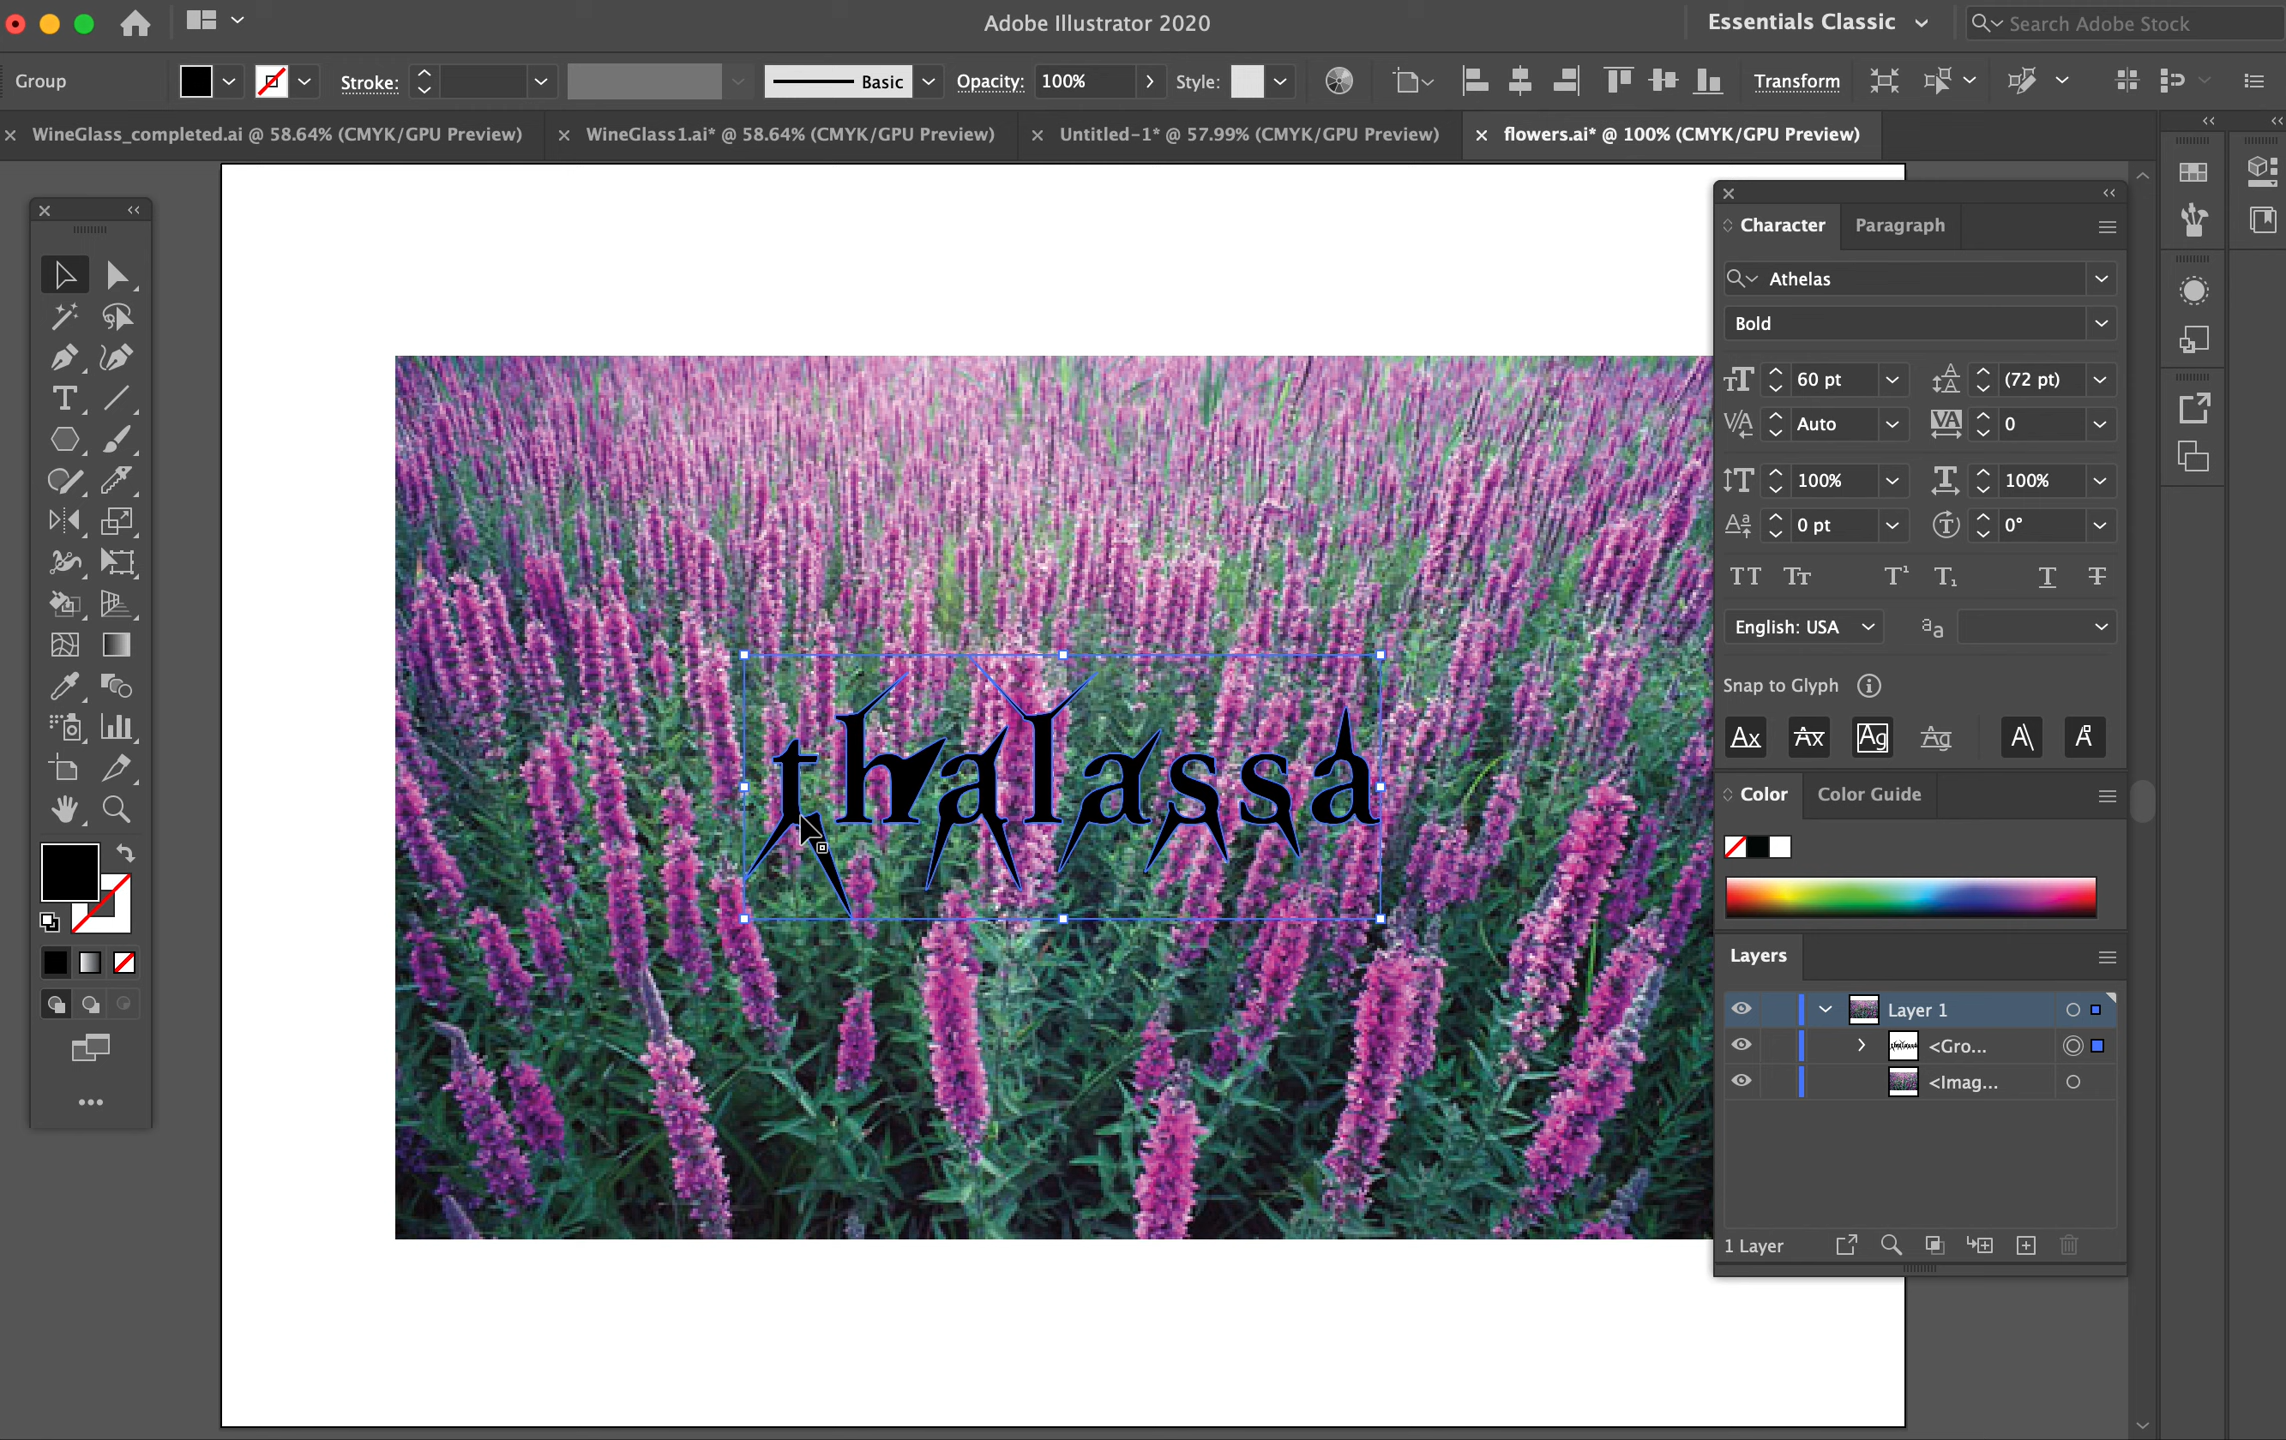 Adobe Illustrator 2020
Essentials Classic
Search Adobe Stock
Group
Stroke:
Basic
Opacity: 100%
Style:
Transform
WineGlass_completed.ai @ 58.64% (CMYK/GPU Preview)
WineGlass1.ai* @ 58.64% (CMYK/GPU Preview)
Untitled-1* @ 57.99% (CMYK/GPU Preview)
flowers.ai* @ 100% (CMYK/GPU Preview)
Character
Paragraph
Athelas
Bold
60 pt
(72 pt)
Auto
0
100%
100%
0 pt
0°
English: USA
Snap to Glyph
thalassa
Color
Color Guide
Layers
Layer 1
<Gro...
<Imag...
1 Layer